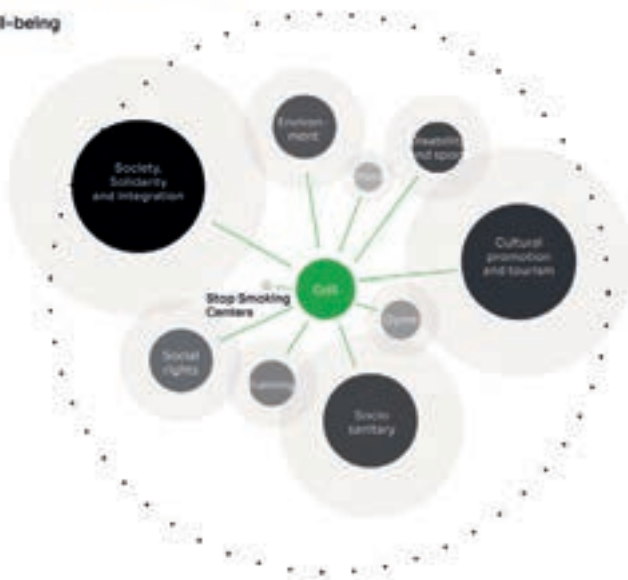 ll-being
Environ-
ment
Society,
Solidarity
and integration
and sport
Cultural
promotion
and tourism
Stop Smoking
Centers
Social
rights
Socio
sanitary